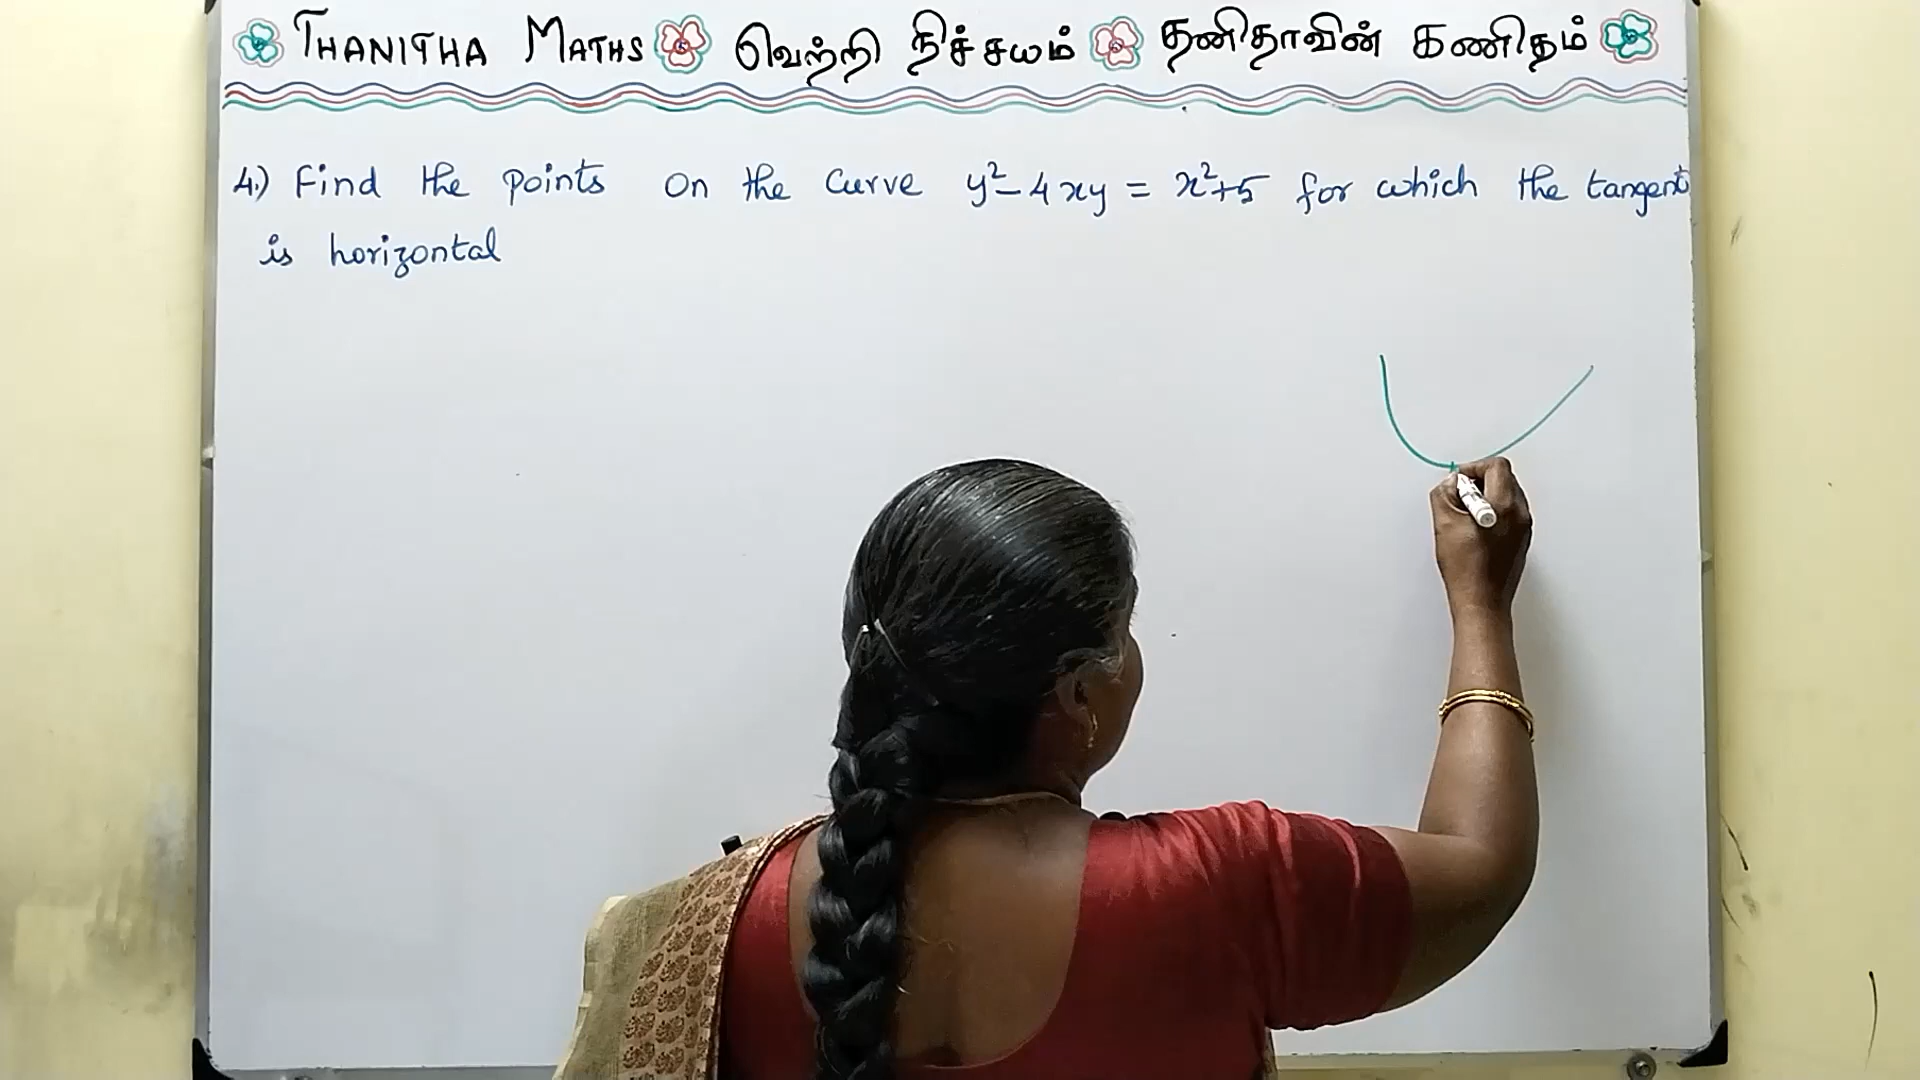 THANITHA MATHS வெற்றி நிச்சயம் தனிதாவின் கணிதம்
4.) Find the points on the curve y²-4xy = x²+5 for which the tangent
is horizontal